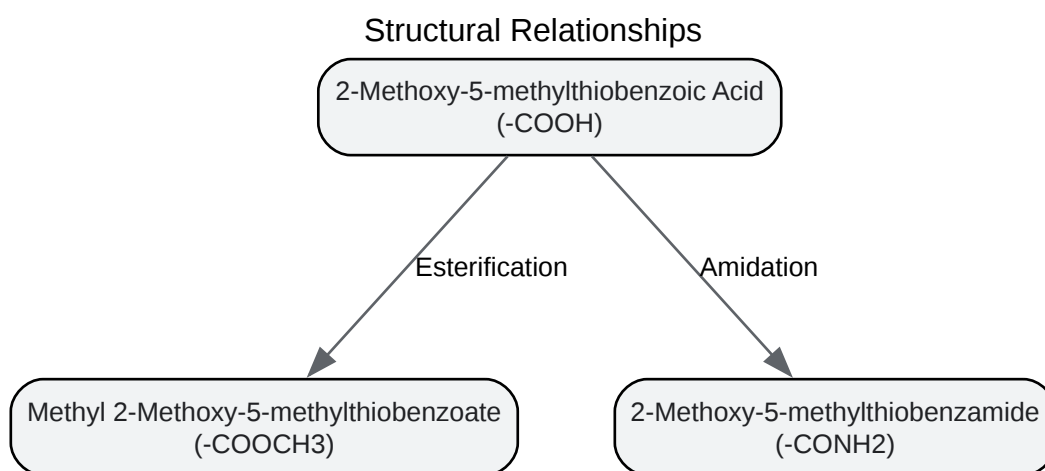 Structural Relationships
2-Methoxy-5-methylthiobenzoic Acid
(-COOH)
Esterification
Amidation
Methyl 2-Methoxy-5-methylthiobenzoate
(-COOCH3)
2-Methoxy-5-methylthiobenzamide
(-CONH2)